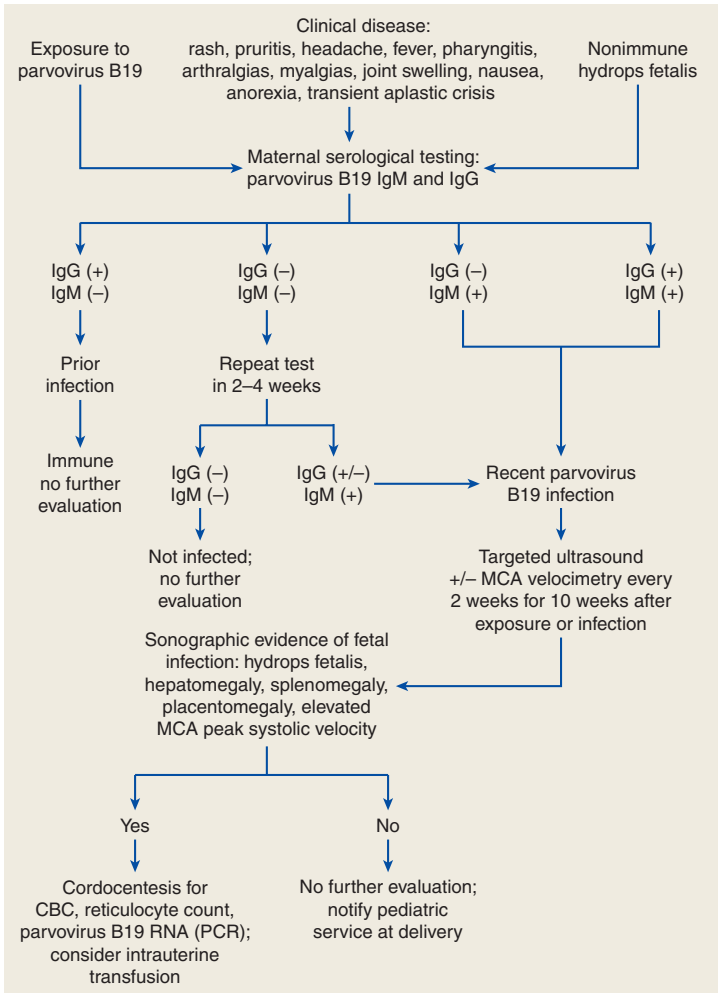 Exposure to
parvovirus B19
Clinical disease:
rash, pruritis, headache, fever, pharyngitis,
arthralgias, myalgias, joint swelling, nausea,
anorexia, transient aplastic crisis
Nonimmune
hydrops fetalis
Maternal serological testing:
parvovirus B19 IgM and IgG
IgG (+)
IgM (–)
IgG (–)
IgM (–)
IgG (–)
IgM (+)
IgG (+)
IgM (+)
Prior
infection
Repeat test
in 2–4 weeks
Immune
no further
evaluation
IgG (–)
IgM (–)
IgG (+/–)
IgM (+)
Recent parvovirus
B19 infection
Not infected;
no further
evaluation
Targeted ultrasound
+/– MCA velocimetry every
2 weeks for 10 weeks after
exposure or infection
Sonographic evidence of fetal
infection: hydrops fetalis,
hepatomegaly, splenomegaly,
placentomegaly, elevated
MCA peak systolic velocity
Yes
No
Cordocentesis for
CBC, reticulocyte count,
parvovirus B19 RNA (PCR);
consider intrauterine
transfusion
No further evaluation;
notify pediatric
service at delivery